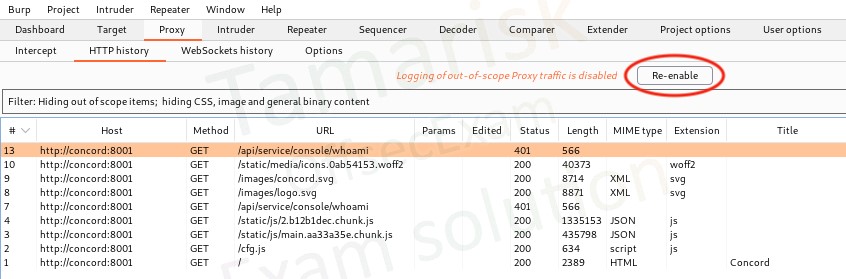 Burp Project Intruder Repeater Window Help
Dashboard Target Proxy Intruder Repeater Sequencer Decoder Comparer Extender Project options User options
Intercept HTTP history WebSockets history Options
Logging of out-of-scope Proxy traffic is disabled Re-enable
Filter: Hiding out of scope items; hiding CSS, image and general binary content
# Host Method URL Params Edited Status Length MIME type Extension Title
13 http://concord:8001 GET /api/service/console/whoami 401 566
10 http://concord:8001 GET /static/media/icons.0ab54153.woff2 200 40373 woff2
9 http://concord:8001 GET /images/concord.svg 200 8714 XML svg
8 http://concord:8001 GET /images/logo.svg 200 8871 XML svg
7 http://concord:8001 GET /api/service/console/whoami 401 566
4 http://concord:8001 GET /static/js/2.b12b1dec.chunk.js 200 1335153 JSON js
3 http://concord:8001 GET /static/js/main.aa33a35e.chunk.js 200 435798 JSON js
2 http://concord:8001 GET /cfg.js 200 634 script js
1 http://concord:8001 GET / 200 2389 HTML Concord
Tamarisk
Exam solution